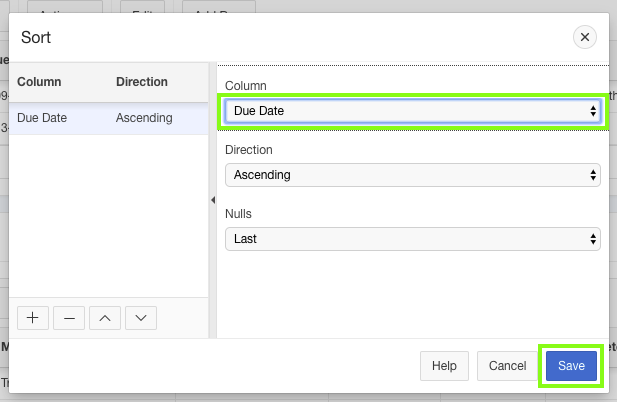 Sort
Column Direction
Due Date Ascending
Column
Due Date
Direction
Ascending
Nulls
Last
Help Cancel Save